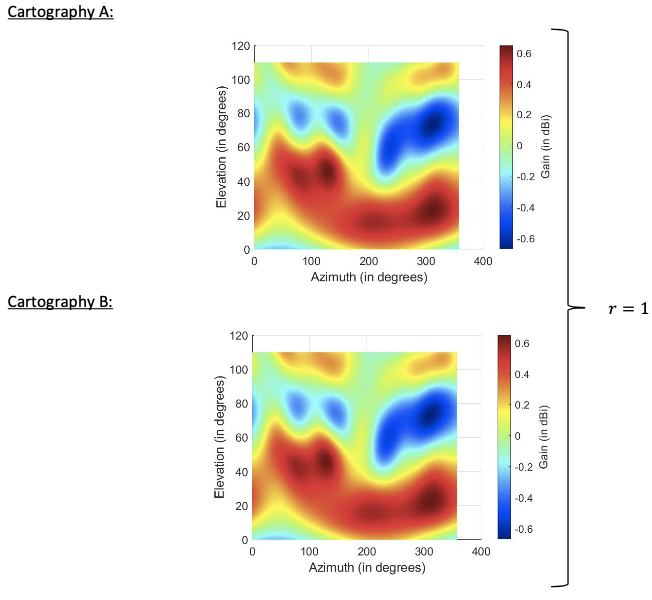 Cartography A:
120
100
80
60
40
20
0
Elevation (in degrees)
0 100 200 300 400
Azimuth (in degrees)
0.6
0.4
0.2
0
-0.2
-0.4
-0.6
Gain (in dBi)
r = 1
Cartography B:
120
100
80
60
40
20
0
Elevation (in degrees)
0 100 200 300 400
Azimuth (in degrees)
0.6
0.4
0.2
0
-0.2
-0.4
-0.6
Gain (in dBi)